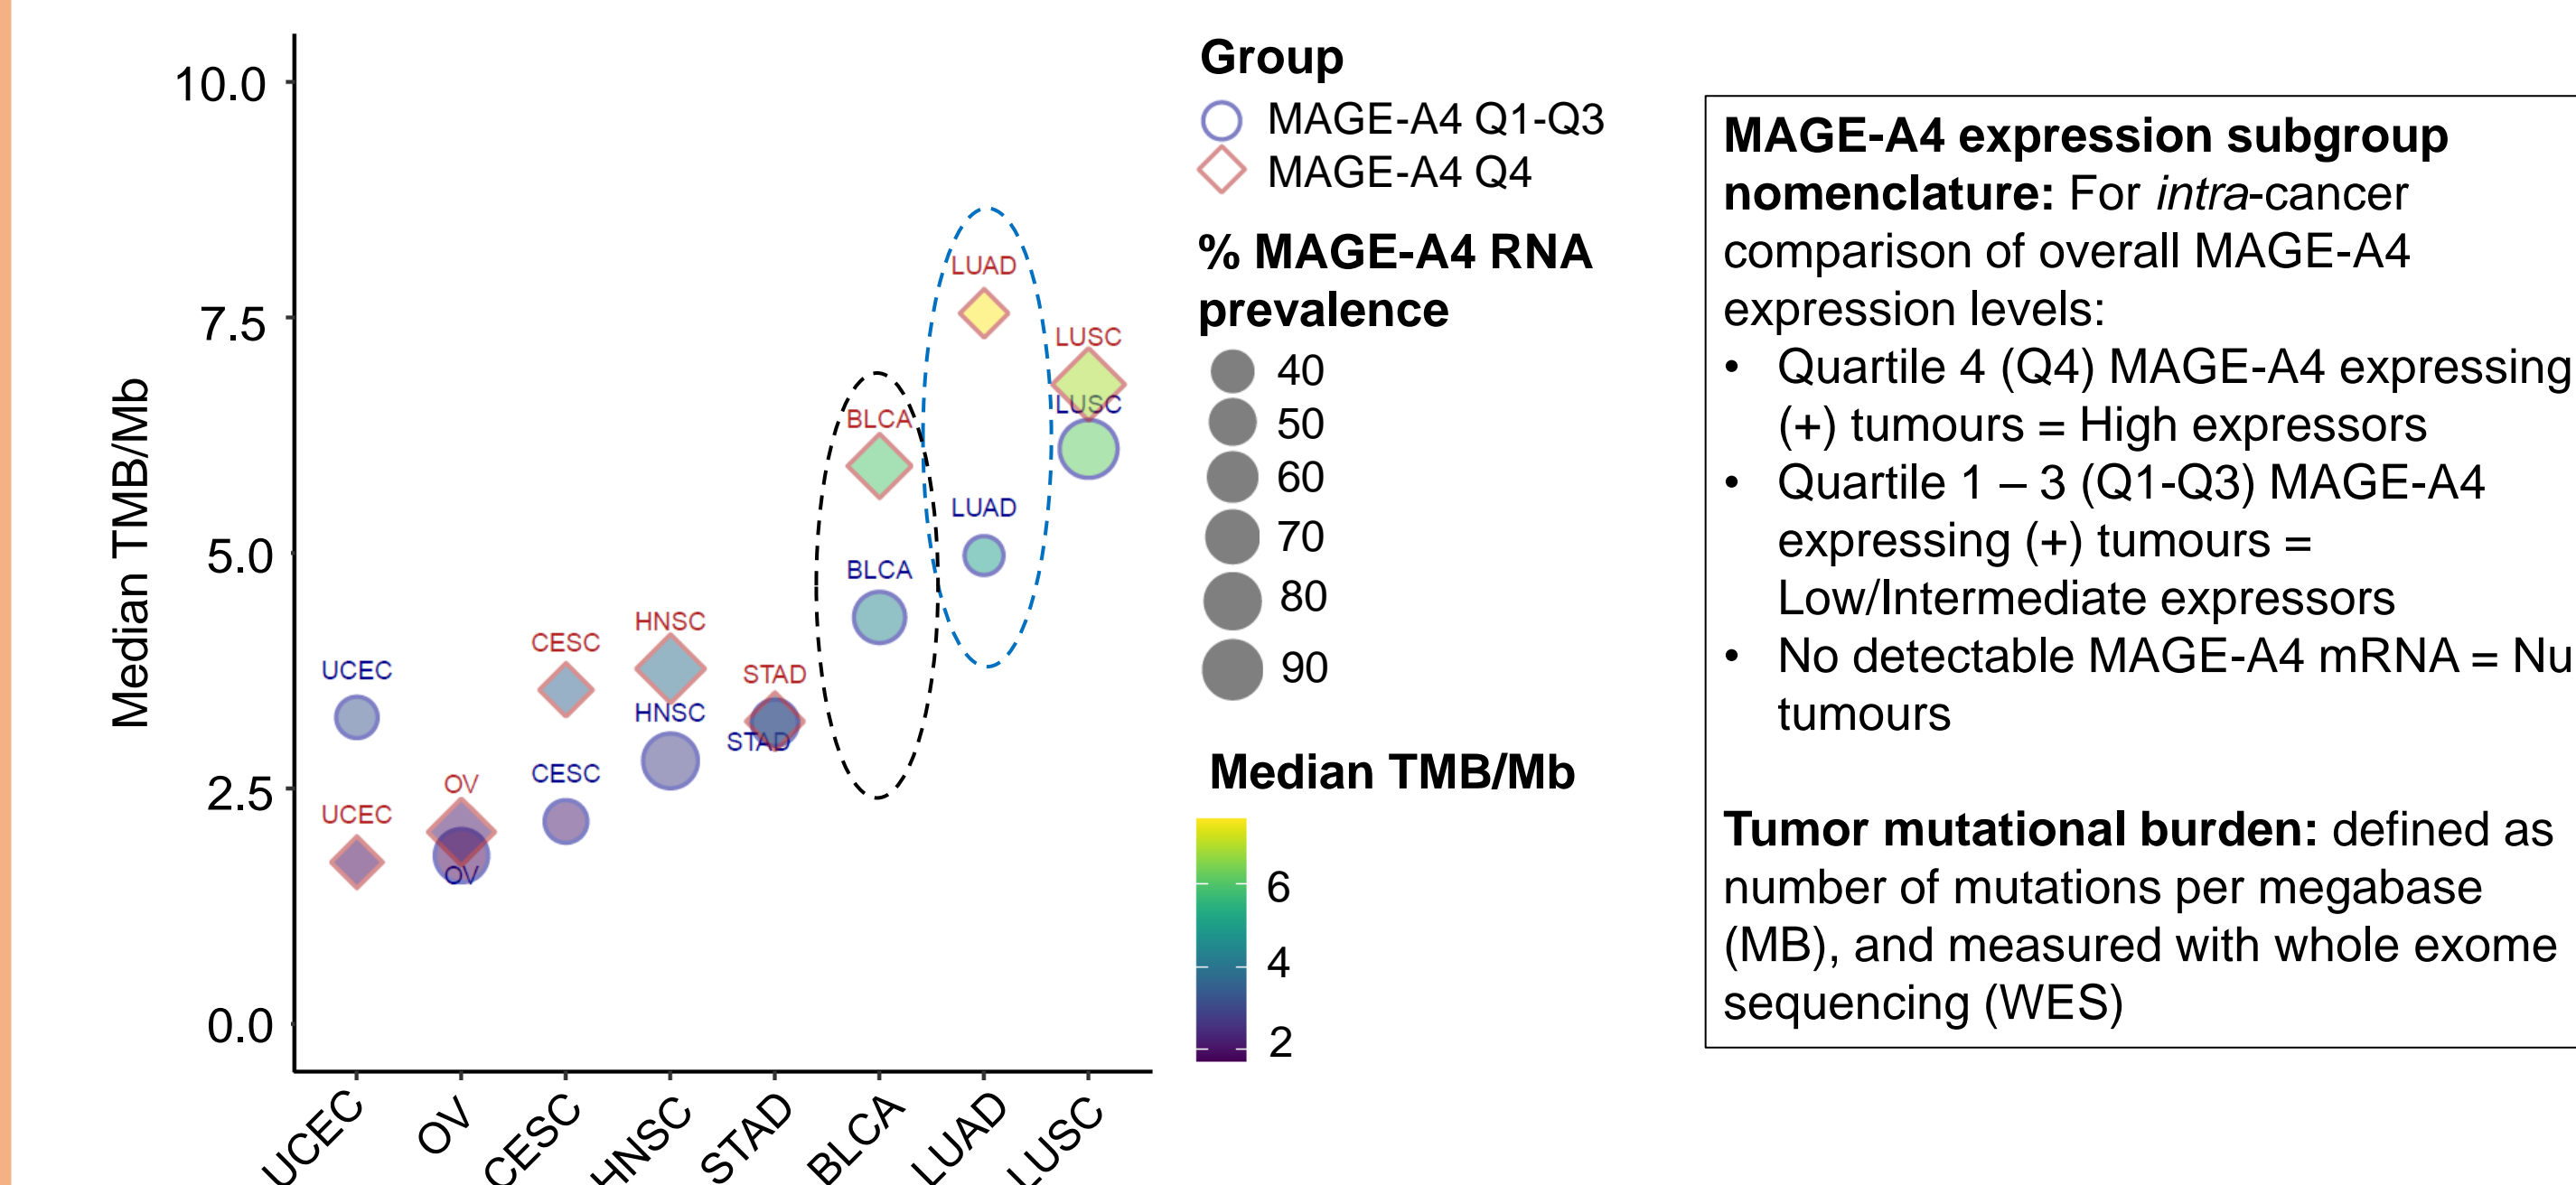 Median TMB/Mb
10.0
7.5
5.0
2.5
0.0
UCEC
UCEC
OV
OV
CESC
CESC
HNSC
HNSC
STAD
STAD
BLCA
BLCA
LUAD
LUAD
LUSC
LUSC
UCEC
OV
CESC
HNSC
STAD
BLCA
LUAD
LUSC
Group
MAGE-A4 Q1-Q3
MAGE-A4 Q4
% MAGE-A4 RNA
prevalence
40
50
60
70
80
90
Median TMB/Mb
6
4
2
MAGE-A4 expression subgroup
nomenclature: For intra-cancer
comparison of overall MAGE-A4
expression levels:
• Quartile 4 (Q4) MAGE-A4 expressing
(+) tumours = High expressors
• Quartile 1 – 3 (Q1-Q3) MAGE-A4
expressing (+) tumours =
Low/Intermediate expressors
• No detectable MAGE-A4 mRNA = Nu
tumours
Tumor mutational burden: defined as
number of mutations per megabase
(MB), and measured with whole exome
sequencing (WES)